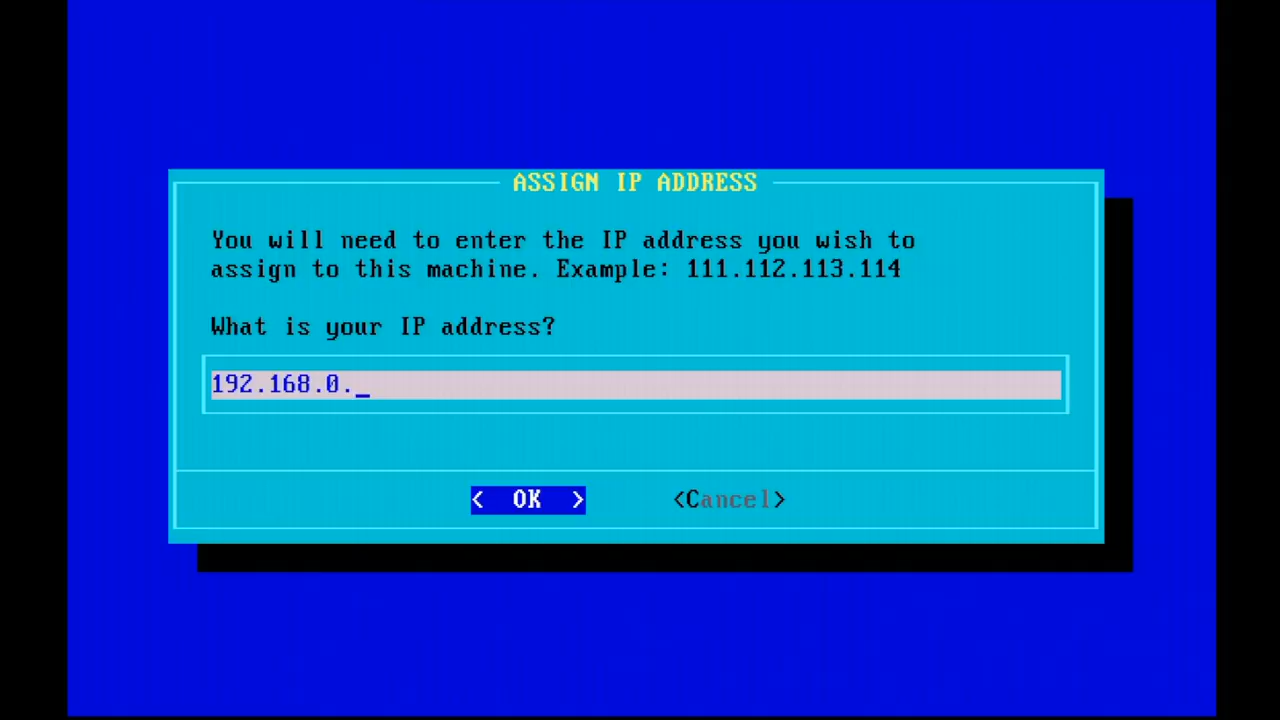 ASSIGN IP ADDRESS
You will need to enter the IP address you wish to
assign to this machine. Example: 111.112.113.114
What is your IP address?
192.168.0._
< OK > <Cancel>